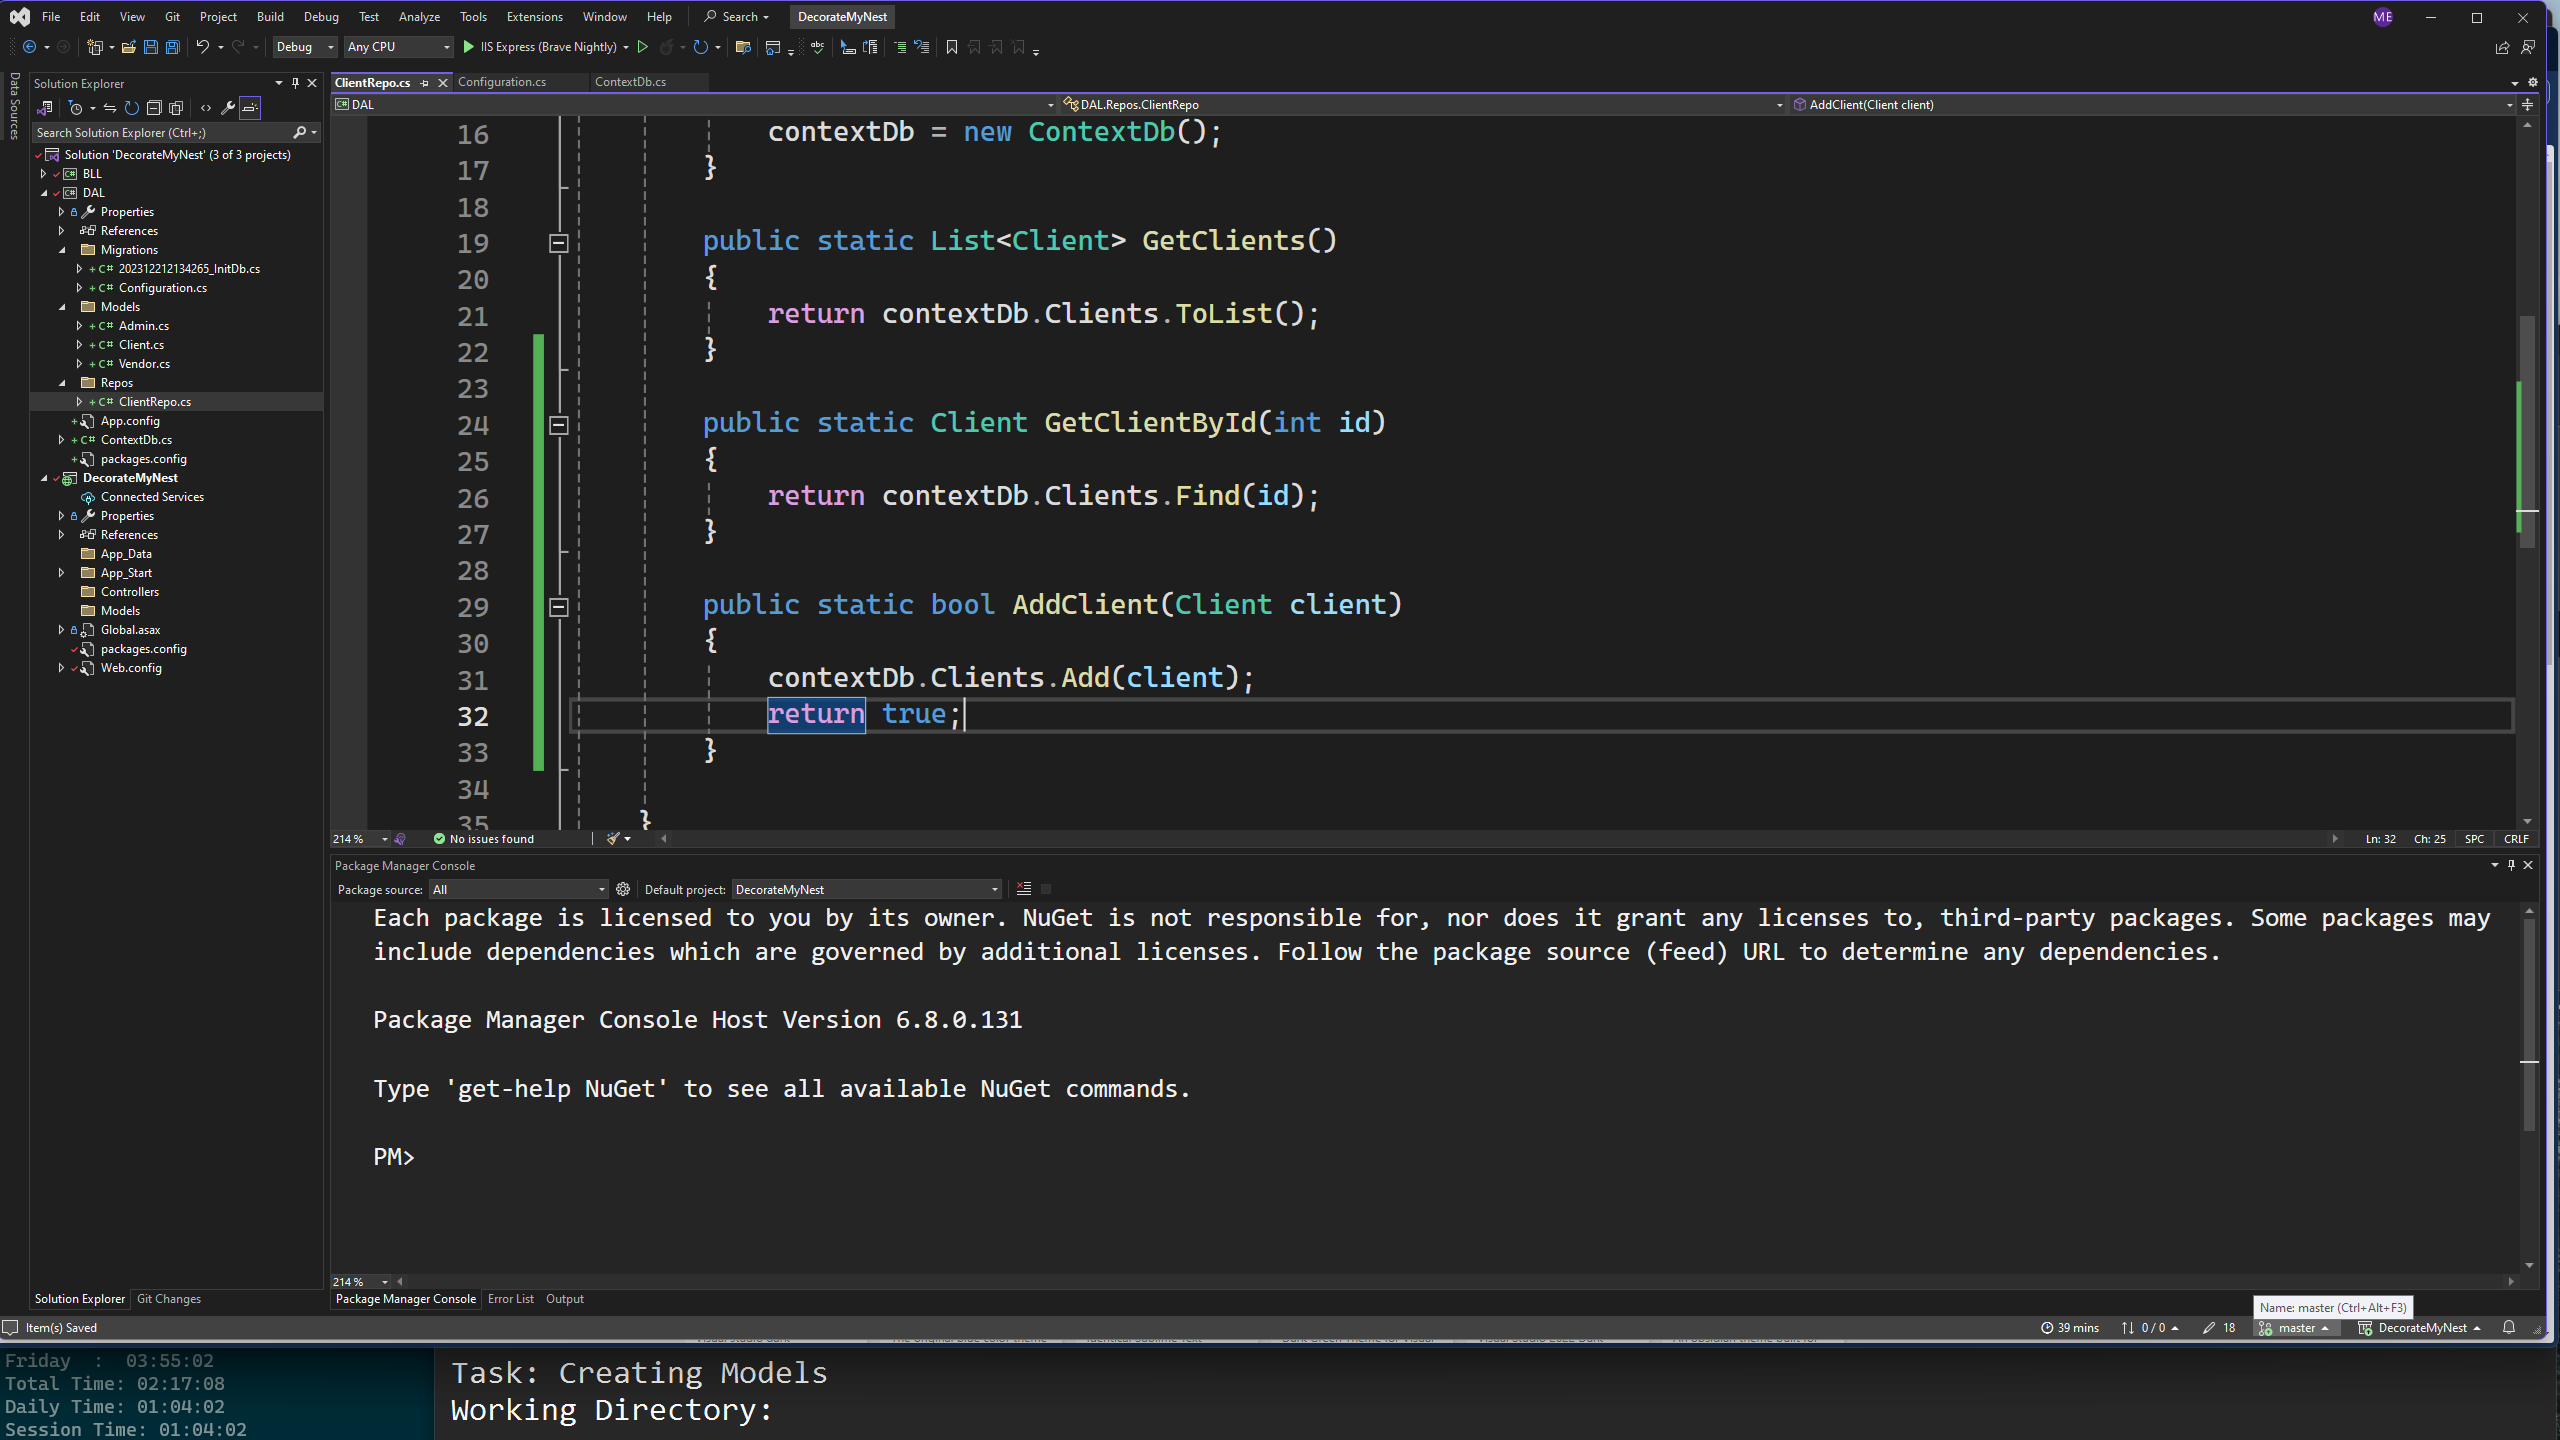 File Edit View Git Project Build Debug Test Analyze Tools Extensions Window Help Search DecorateMyNest ME
Debug Any CPU IIS Express (Brave Nightly)
Data Sources
Solution Explorer
Search Solution Explorer (Ctrl+;)
Solution 'DecorateMyNest' (3 of 3 projects)
BLL
DAL
Properties
References
Migrations
C# 202312212134265_InitDb.cs
C# Configuration.cs
Models
C# Admin.cs
C# Client.cs
C# Vendor.cs
Repos
C# ClientRepo.cs
App.config
C# ContextDb.cs
packages.config
DecorateMyNest
Connected Services
Properties
References
App_Data
App_Start
Controllers
Models
Global.asax
packages.config
Web.config
Solution Explorer Git Changes
ClientRepo.cs Configuration.cs ContextDb.cs
DAL DAL.Repos.ClientRepo AddClient(Client client)
16 contextDb = new ContextDb();
17 }
18
19 public static List<Client> GetClients()
20 {
21 return contextDb.Clients.ToList();
22 }
23
24 public static Client GetClientById(int id)
25 {
26 return contextDb.Clients.Find(id);
27 }
28
29 public static bool AddClient(Client client)
30 {
31 contextDb.Clients.Add(client);
32 return true;
33 }
34
35 }
214 % No issues found Ln: 32 Ch: 25 SPC CRLF
Package Manager Console
Package source: All Default project: DecorateMyNest
Each package is licensed to you by its owner. NuGet is not responsible for, nor does it grant any licenses to, third-party packages. Some packages may
include dependencies which are governed by additional licenses. Follow the package source (feed) URL to determine any dependencies.
Package Manager Console Host Version 6.8.0.131
Type 'get-help NuGet' to see all available NuGet commands.
PM>
214 %
Package Manager Console Error List Output
Name: master (Ctrl+Alt+F3)
Item(s) Saved 39 mins 0 / 0 18 master DecorateMyNest
Friday : 03:55:02
Total Time: 02:17:08
Daily Time: 01:04:02
Session Time: 01:04:02
Task: Creating Models
Working Directory: